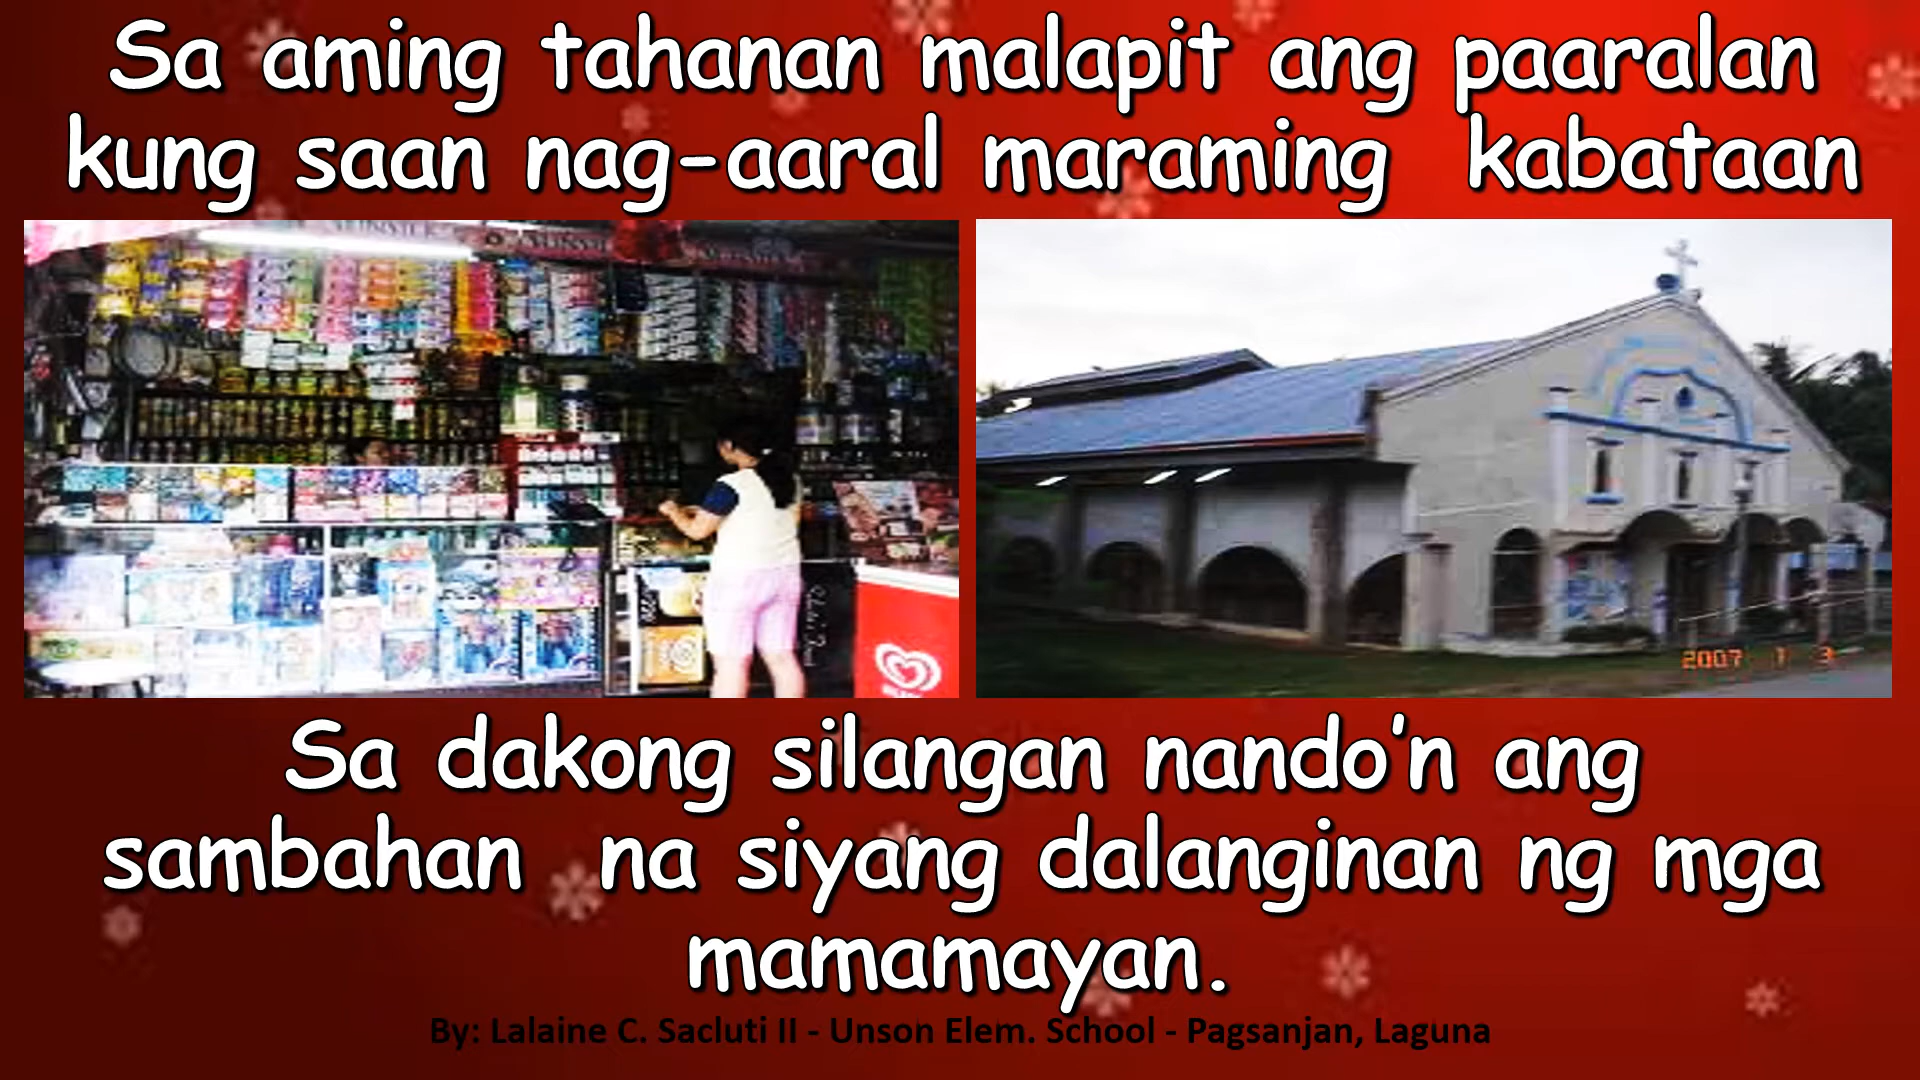 Sa aming tahanan malapit ang paaralan
kung saan nag-aaral maraming kabataan
2007 1 3
Sa dakong silangan nando'n ang
sambahan na siyang dalanginan ng mga
mamamayan.
By: Lalaine C. Sacluti II - Unson Elem. School - Pagsanjan, Laguna